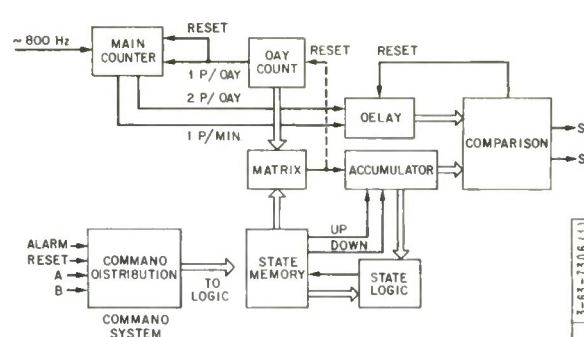 ~ 800 Hz
MAIN
COUNTER
RESET
OAY
COUNT
RESET
RESET
1 P/OAY
2 P/OAY
1 P/MIN.
DELAY
COMPARISON
S
S
MATRIX
ACCUMULATOR
ALARM
RESET
A
B
COMMANO
OISTRIBUTION
TO
LOGIC
STATE
MEMORY
UP
DOWN
STATE
LOGIC
COMMANO
SYSTEM